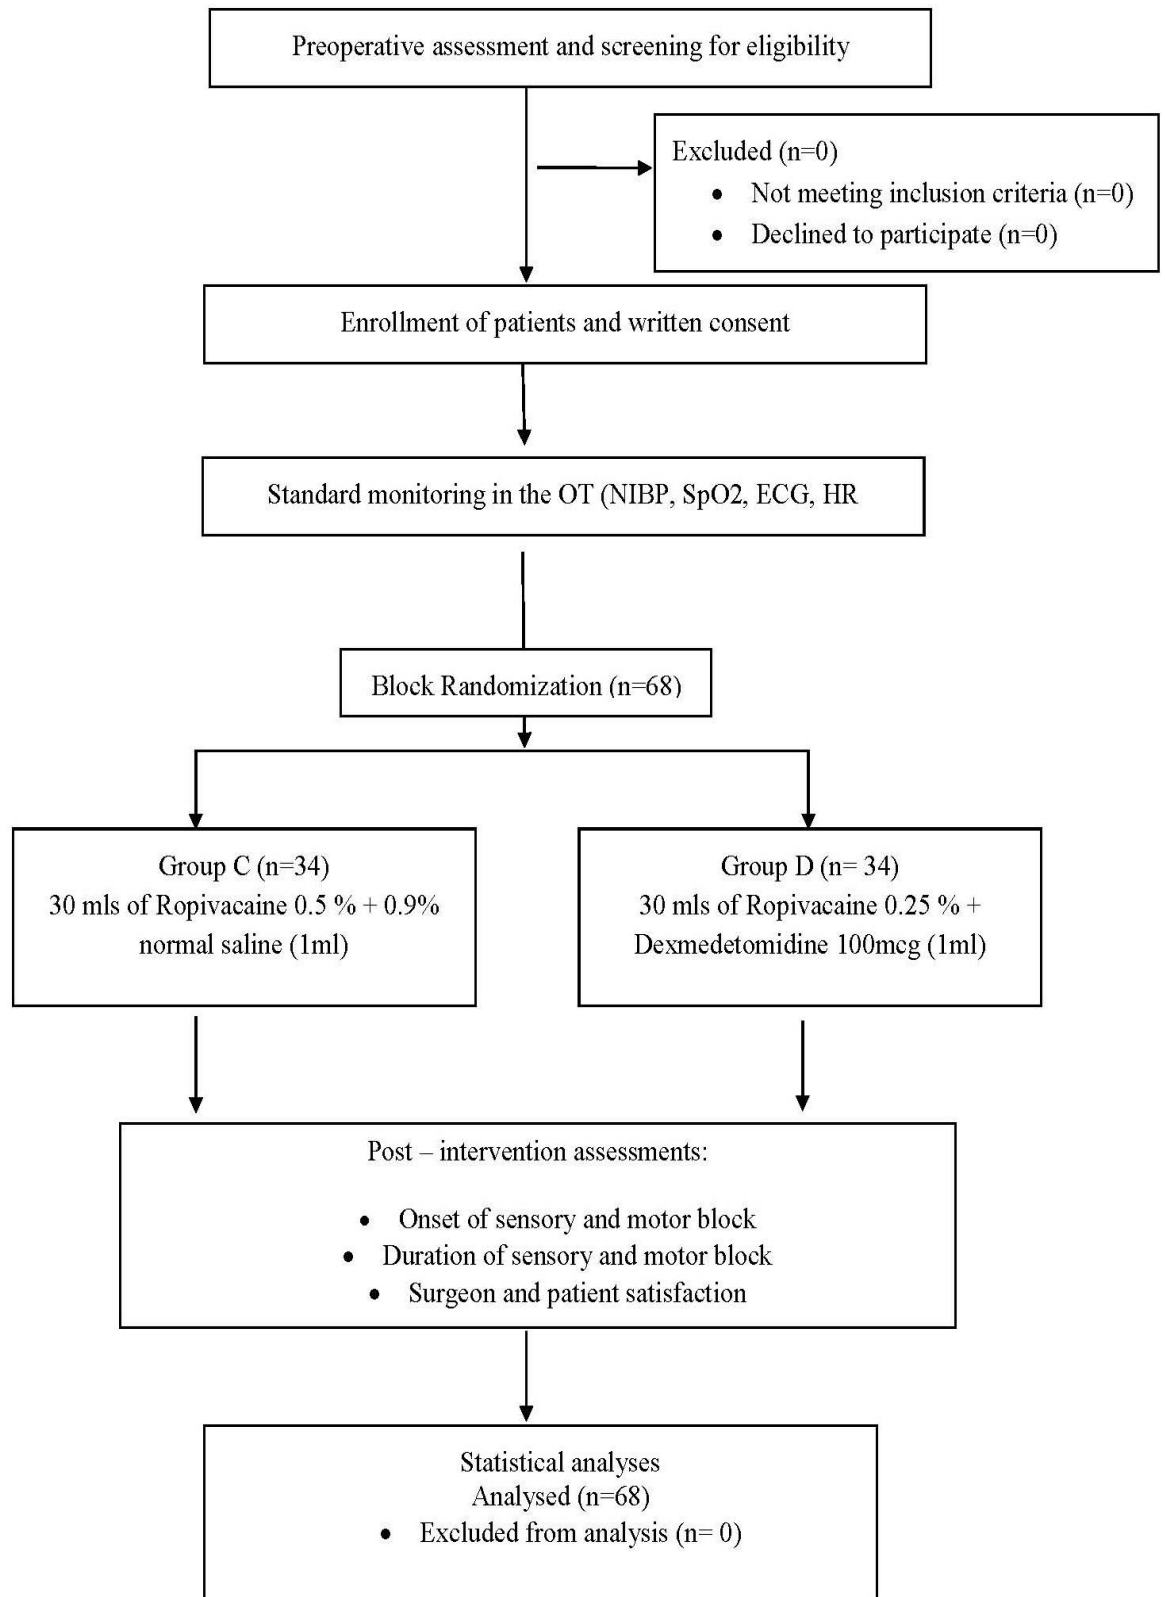 Preoperative assessment and screening for eligibility
Excluded (n=0)
• Not meeting inclusion criteria (n=0)
• Declined to participate (n=0)
Enrollment of patients and written consent
Standard monitoring in the OT (NIBP, SpO2, ECG, HR
Block Randomization (n=68)
Group C (n=34)
30 mls of Ropivacaine 0.5 % + 0.9%
normal saline (1ml)
Group D (n= 34)
30 mls of Ropivacaine 0.25 % +
Dexmedetomidine 100mcg (1ml)
Post – intervention assessments:
• Onset of sensory and motor block
• Duration of sensory and motor block
• Surgeon and patient satisfaction
Statistical analyses
Analysed (n=68)
• Excluded from analysis (n= 0)